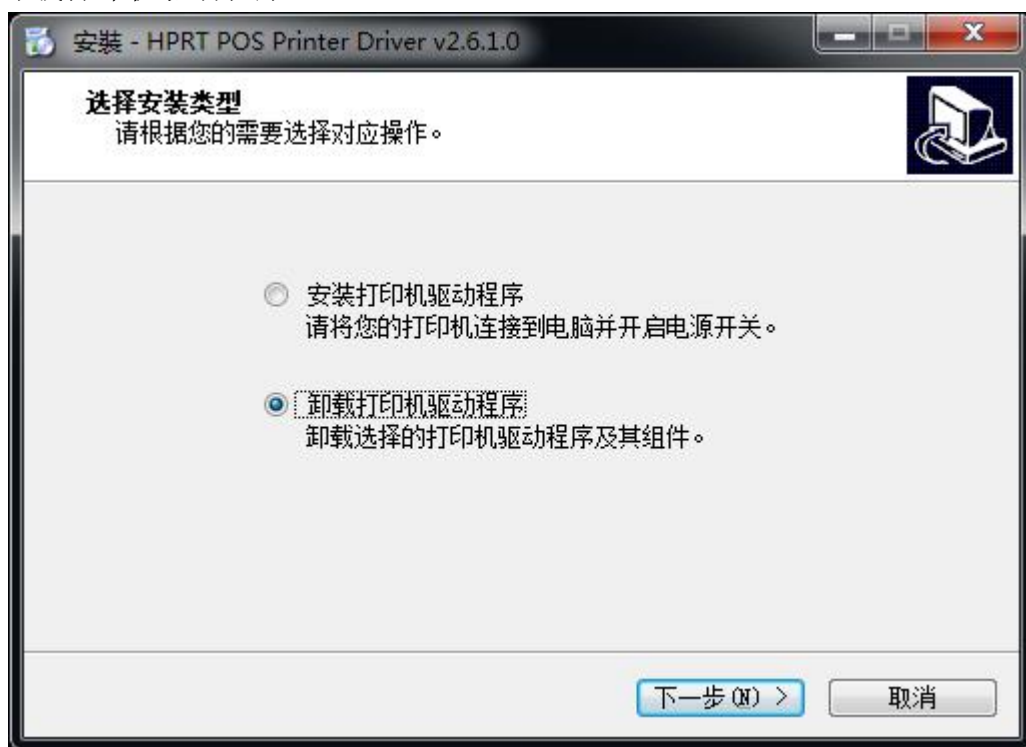 安裝 - HPRT POS Printer Driver v2.6.1.0
选择安装类型
请根据您的需要选择对应操作。
安装打印机驱动程序
请将您的打印机连接到电脑并开启电源开关。
卸载打印机驱动程序
卸载选择的打印机驱动程序及其组件。
下一步(N) >
取消